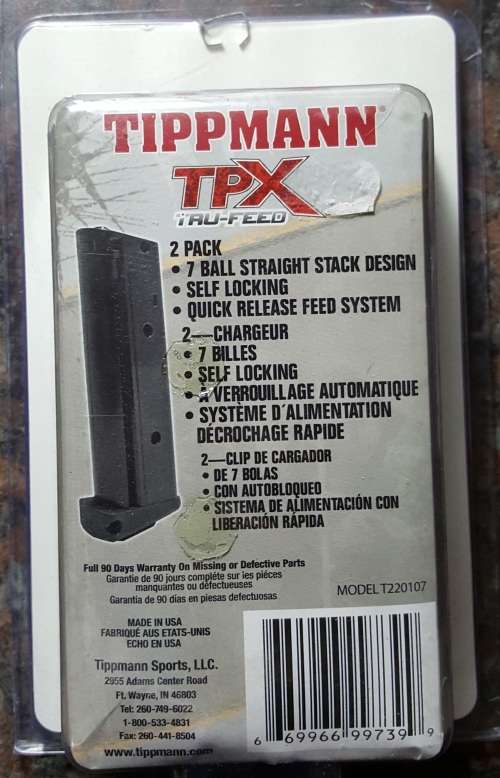 TIPPMANN®
TPX
TRU-FEED
2 PACK
• 7 BALL STRAIGHT STACK DESIGN
• SELF LOCKING
• QUICK RELEASE FEED SYSTEM
2—CHARGEUR
• 7 BILLES
• SELF LOCKING
• A/VERROUILLAGE AUTOMATIQUE
• SYSTÈME D´ALIMENTATION
DÉCROCHAGE RAPIDE
2—CLIP DE CARGADOR
• DE 7 BOLAS
• CON AUTOBLOQUEO
• SISTEMA DE ALIMENTACIÓN CON
LIBERACIÓN RÁPIDA
Full 90 Days Warranty On Missing or Defective Parts
Garantie de 90 jours compléte sur les piéces
manquantes ou défectueuses
Garantía de 90 días en piesas defectuosas
MODEL T220107
MADE IN USA
FABRIQUÉ AUS ETATS-UNIS
ECHO EN USA
Tippmann Sports, LLC.
2955 Adams Center Road
Ft. Wayne, IN 46803
Tel: 260-749-6022
1-800-533-4831
Fax: 260-441-8504
www.tippmann.com
6 69966 99739 9